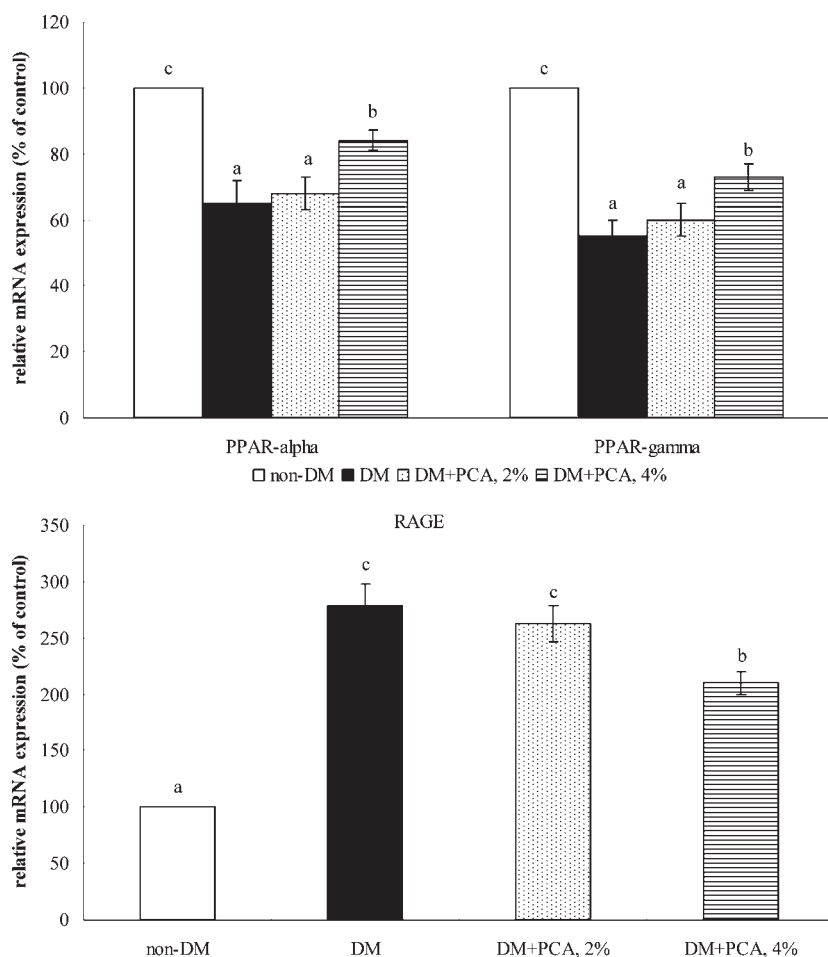 relative mRNA expression (% of control)
120
100
80
60
40
20
0
c
a
a
b
c
a
a
b
PPAR-alpha PPAR-gamma
non-DM DM DM+PCA, 2% DM+PCA, 4%
RAGE
relative mRNA expression (% of control)
350
300
250
200
150
100
50
0
a
c
c
b
non-DM DM DM+PCA, 2% DM+PCA, 4%